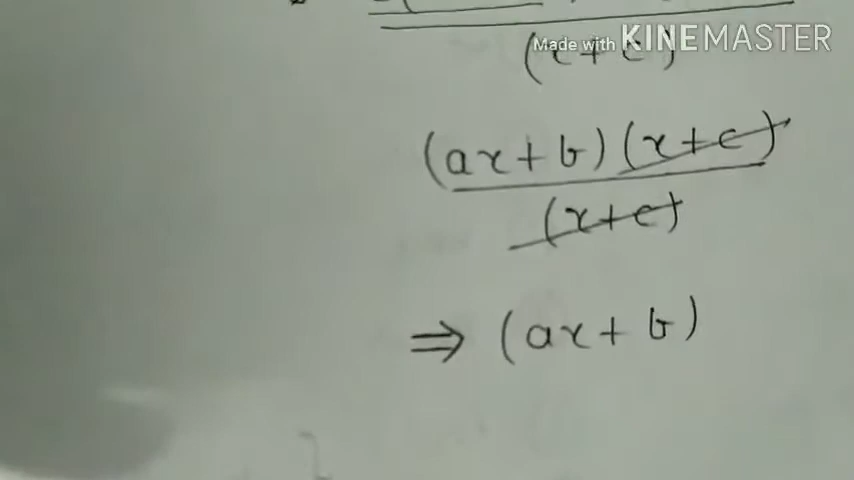 Made with KINEMASTER
(x+c)
(ax+b)(x+c)
(x+c)
⇒ (ax+b)